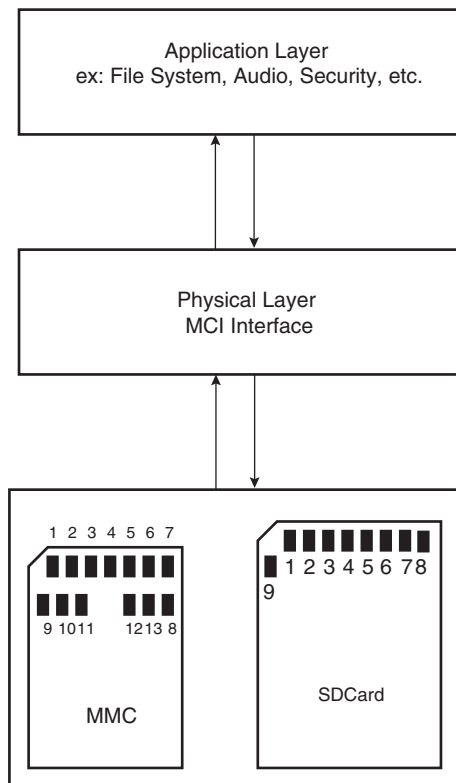 Application Layer
ex: File System, Audio, Security, etc.
Physical Layer
MCI Interface
1 2 3 4 5 6 7
9 10 11 12 13 8
MMC
1 2 3 4 5 6 7 8
9
SDCard